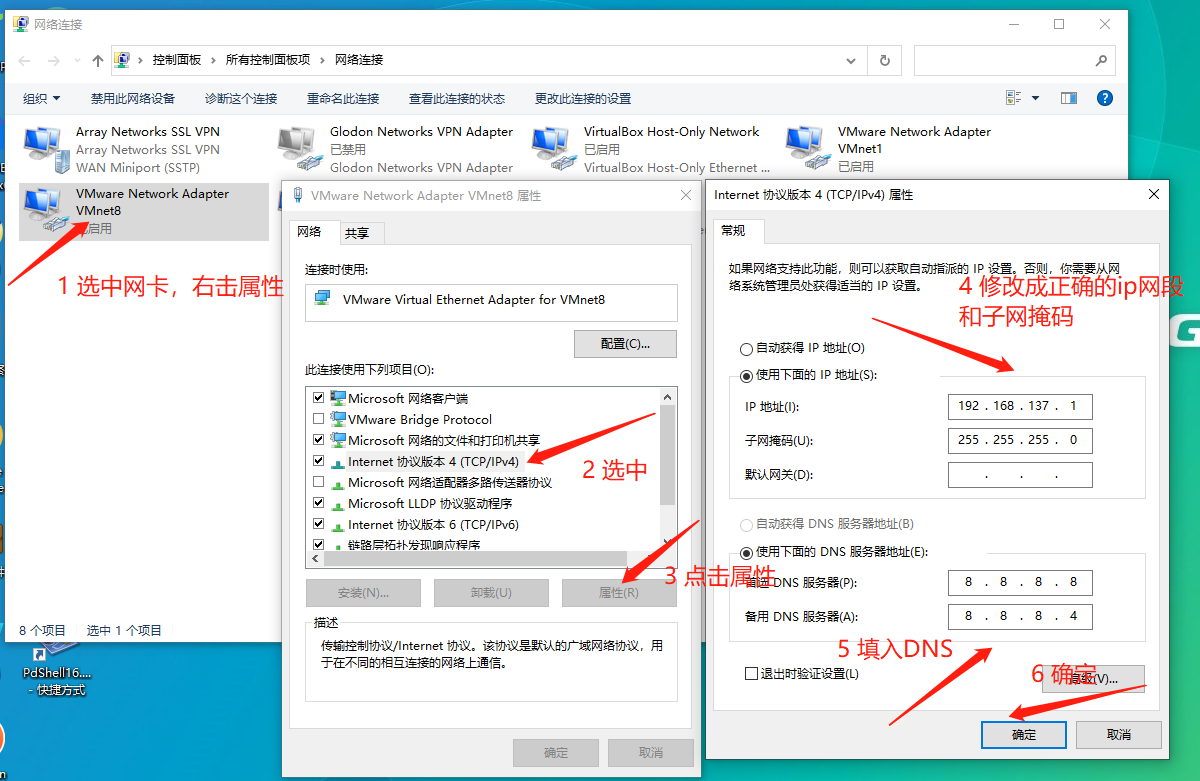 网络连接
控制面板 › 所有控制面板项 › 网络连接
组织 禁用此网络设备 诊断这个连接 重命名此连接 查看此连接的状态 更改此连接的设置
Array Networks SSL VPN
Array Networks SSL VPN
WAN Miniport (SSTP)
Glodon Networks VPN Adapter
已禁用
Glodon Networks VPN Adapter
VirtualBox Host-Only Network
已启用
VirtualBox Host-Only Ethernet ...
VMware Network Adapter
VMnet1
已启用
VMware Network Adapter
VMnet8
已启用
1 选中网卡，右击属性
8 个项目 选中 1 个项目
PdShell16....
- 快捷方式
VMware Network Adapter VMnet8 属性
网络 共享
连接时使用:
VMware Virtual Ethernet Adapter for VMnet8
配置(C)...
此连接使用下列项目(O):
Microsoft 网络客户端
VMware Bridge Protocol
Microsoft 网络的文件和打印机共享
Internet 协议版本 4 (TCP/IPv4)
Microsoft 网络适配器多路传送器协议
Microsoft LLDP 协议驱动程序
Internet 协议版本 6 (TCP/IPv6)
链路层拓扑发现响应程序
2 选中
安装(N)... 卸载(U) 属性(R)
3 点击属性
描述
传输控制协议/Internet 协议。该协议是默认的广域网络协议，用
于在不同的相互连接的网络上通信。
确定 取消
Internet 协议版本 4 (TCP/IPv4) 属性
常规
如果网络支持此功能，则可以获取自动指派的 IP 设置。否则，你需要从网
络系统管理员处获得适当的 IP 设置。
4 修改成正确的ip网段
和子网掩码
自动获得 IP 地址(O)
使用下面的 IP 地址(S):
IP 地址(I): 192 . 168 . 137 . 1
子网掩码(U): 255 . 255 . 255 . 0
默认网关(D): . . .
自动获得 DNS 服务器地址(B)
使用下面的 DNS 服务器地址(E):
首选 DNS 服务器(P): 8 . 8 . 8 . 8
备用 DNS 服务器(A): 8 . 8 . 8 . 4
5 填入DNS
退出时验证设置(L)
高级(V)...
6 确定
确定 取消